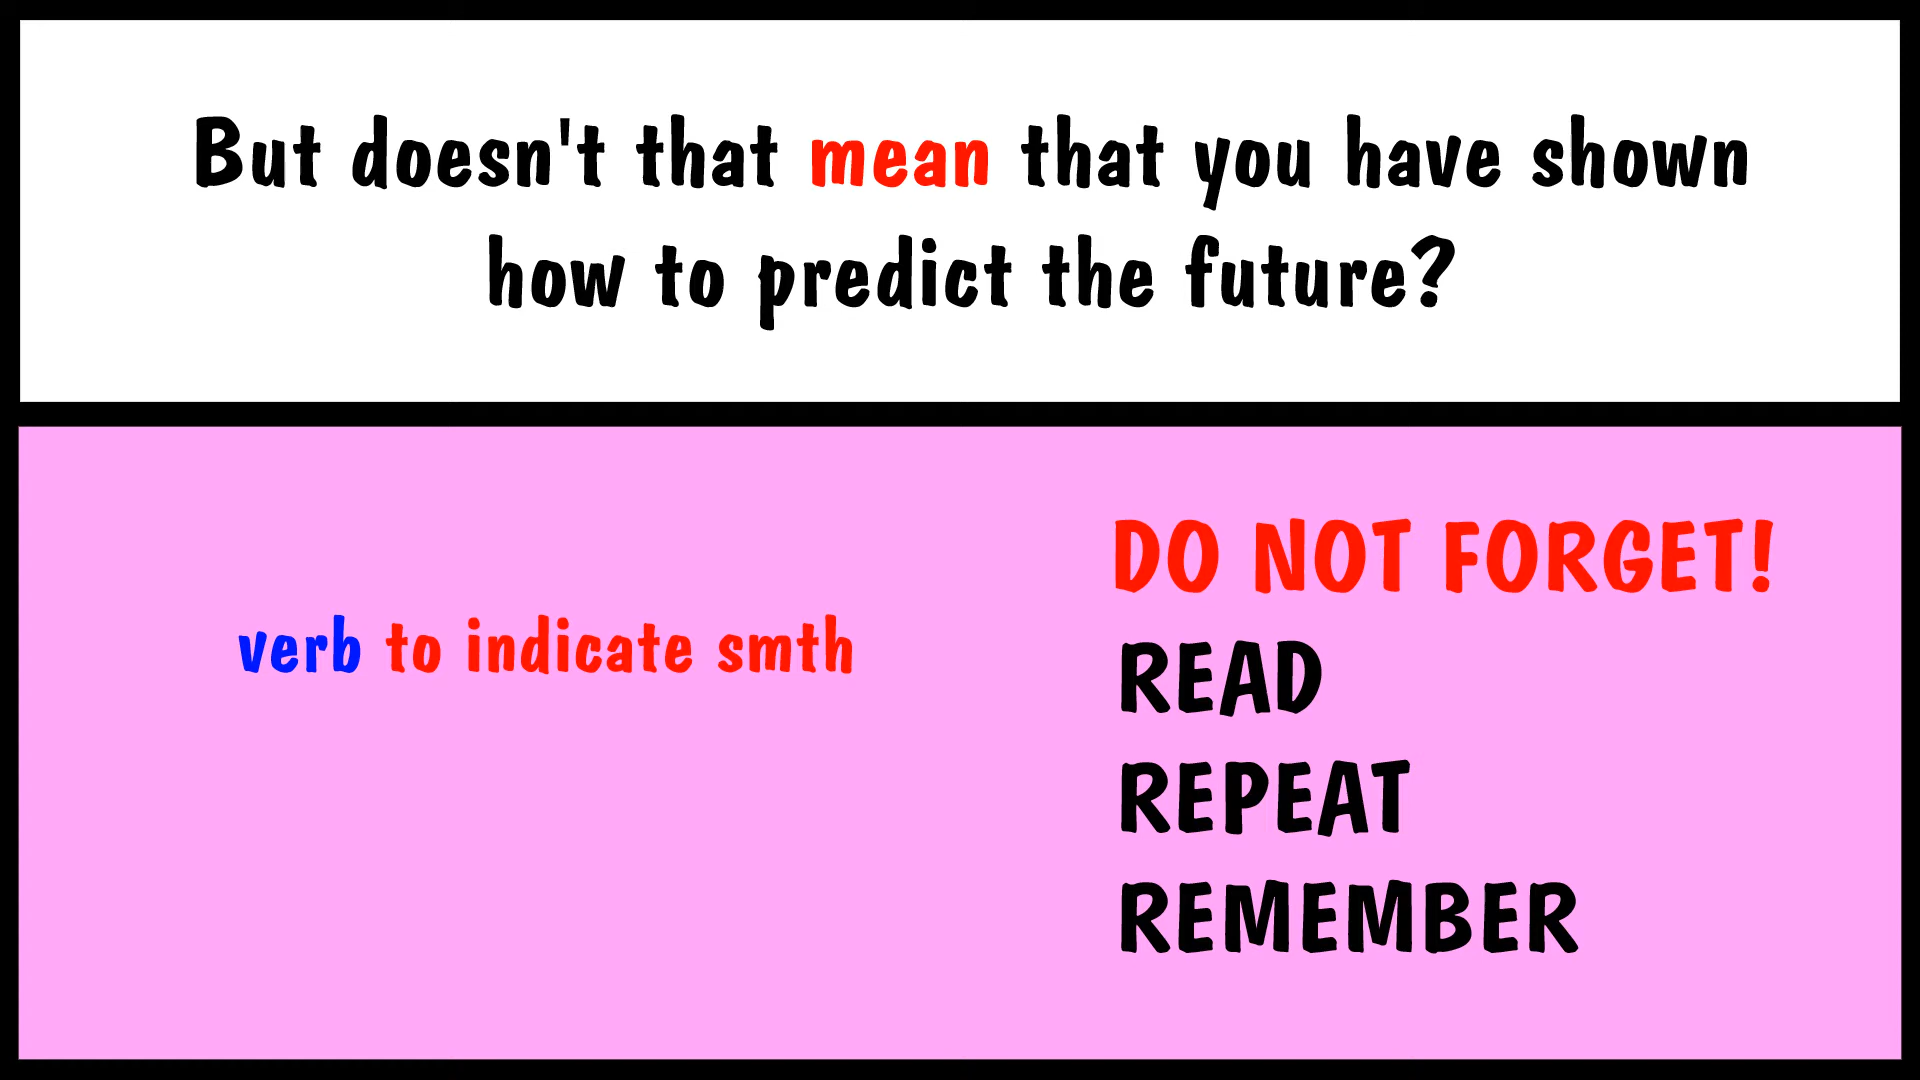 But doesn't that mean that you have shown
how to predict the future?
verb to indicate smth
DO NOT FORGET!
READ
REPEAT
REMEMBER